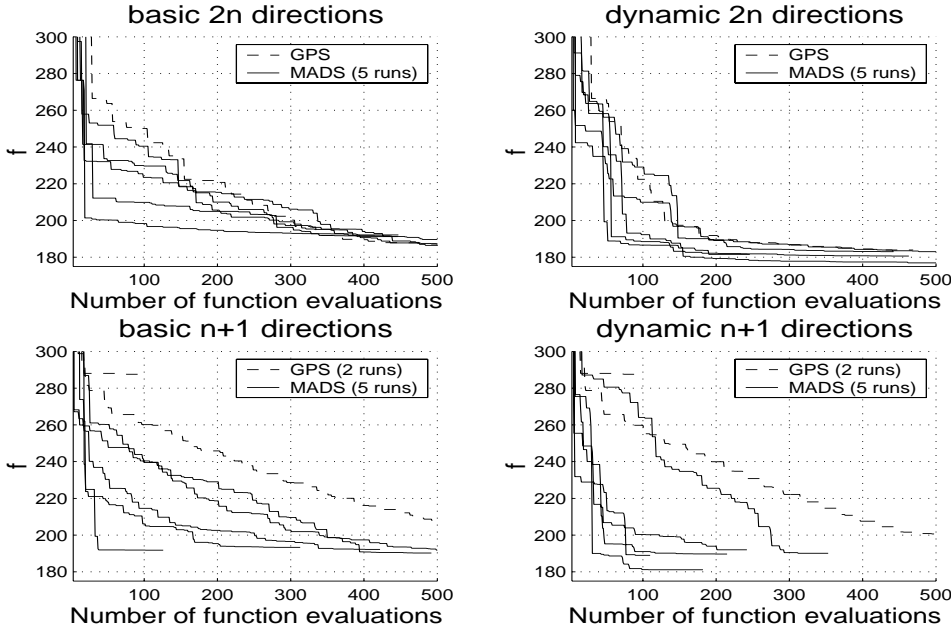 basic 2n directions
300
280
260
240
220
200
180
f
GPS
MADS (5 runs)
100
200
300
400
500
Number of function evaluations
dynamic 2n directions
300
280
260
240
220
200
180
f
GPS
MADS (5 runs)
100
200
300
400
500
Number of function evaluations
basic n+1 directions
300
280
260
240
220
200
180
f
GPS (2 runs)
MADS (5 runs)
100
200
300
400
500
Number of function evaluations
dynamic n+1 directions
300
280
260
240
220
200
180
f
GPS (2 runs)
MADS (5 runs)
100
200
300
400
500
Number of function evaluations